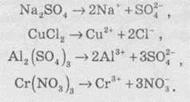 Na₂SO₄ → 2Na⁺ + SO₄²⁻ ,
CuCl₂ → Cu²⁺ + 2Cl⁻ ,
Al₂(SO₄)₃ → 2Al³⁺ + 3SO₄²⁻ ,
Cr(NO₃)₃ → Cr³⁺ + 3NO₃⁻ .